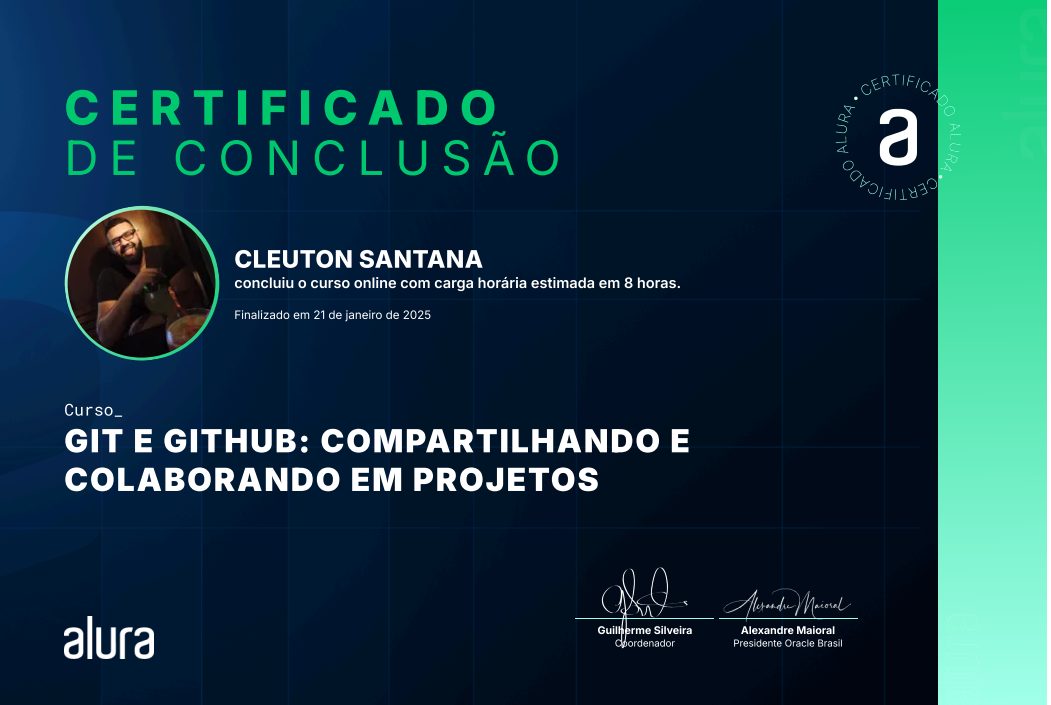 CERTIFICADO
DE CONCLUSÃO
• CERTIFICADO ALURA • CERTIFICADO ALURA
a
CLEUTON SANTANA
concluiu o curso online com carga horária estimada em 8 horas.
Finalizado em 21 de janeiro de 2025
Curso_
GIT E GITHUB: COMPARTILHANDO E
COLABORANDO EM PROJETOS
Alexandre Maioral
Guilherme Silveira
Coordenador
Alexandre Maioral
Presidente Oracle Brasil
alura